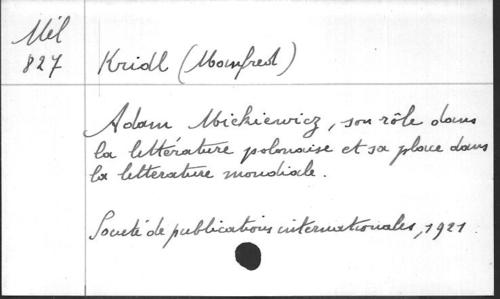 Mél
827
Kridl (Manfred)
Adam Mickiewicz, son rôle dans
la littérature polonaise et sa place dans
la littérature mondiale.
Société de publications internationales, 1921.